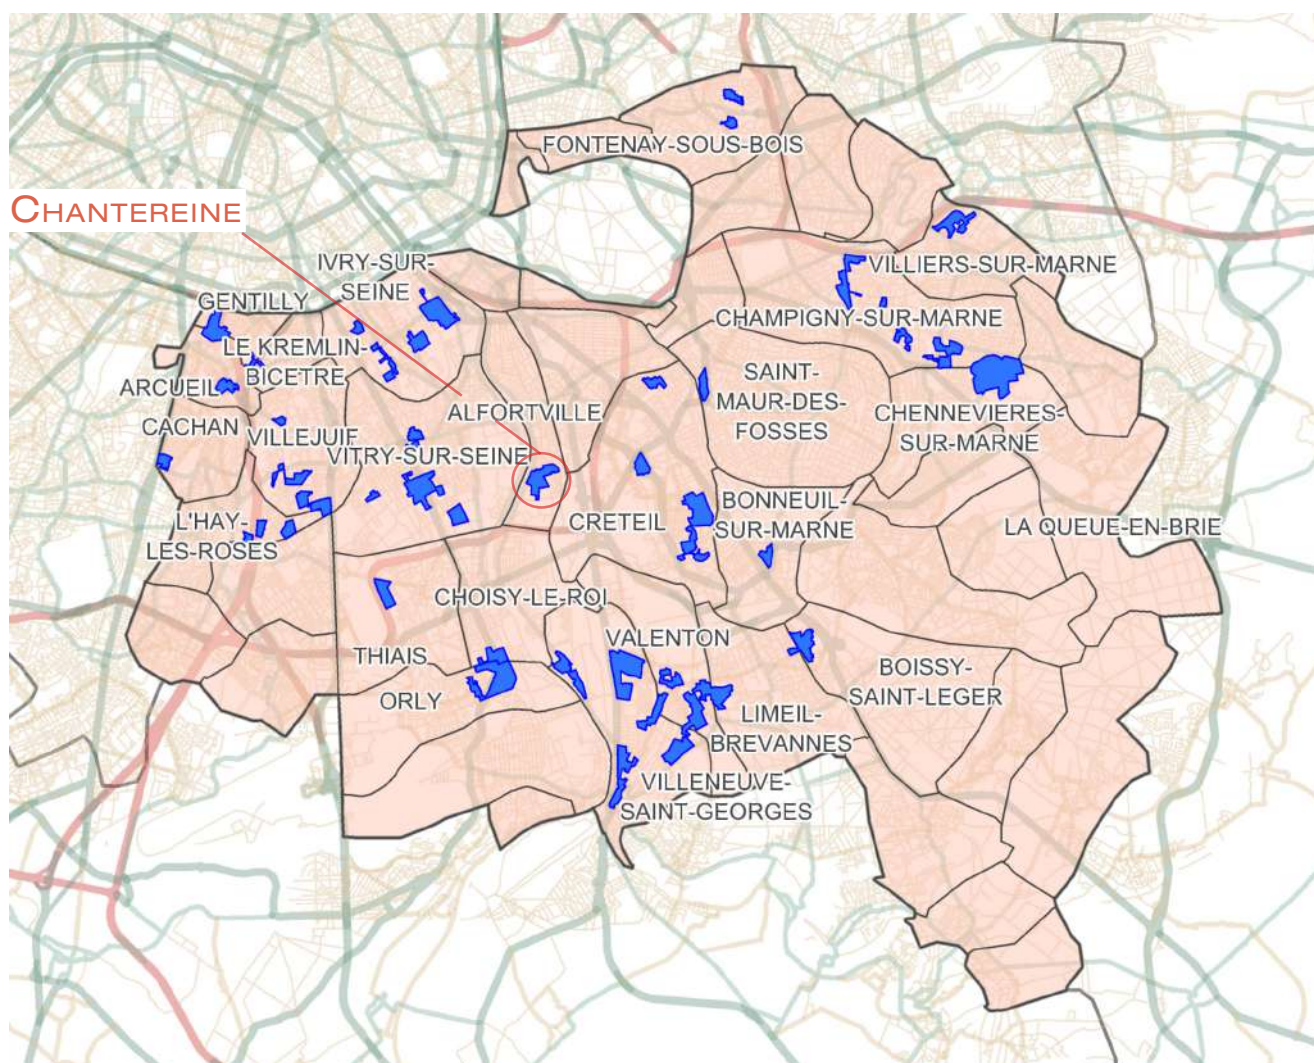 FONTENAY-SOUS-BOIS
CHANTEREINE
IVRY-SUR-
SEINE
VILLIERS-SUR-MARNE
GENTILLY
CHAMPIGNY-SUR-MARNE
LE KREMLIN-
BICETRE
ARCUEIL
SAINT-
MAUR-DES-
FOSSES
ALFORTVILLE
CHENNEVIERES-
SUR-MARNE
CACHAN
VILLEJUIF
VITRY-SUR-SEINE
BONNEUIL-
SUR-MARNE
CRETEIL
L'HAY-
LES-ROSES
LA QUEUE-EN-BRIE
CHOISY-LE-ROI
VALENTON
THIAIS
BOISSY-
SAINT-LEGER
ORLY
LIMEIL-
BREVANNES
VILLENEUVE-
SAINT-GEORGES